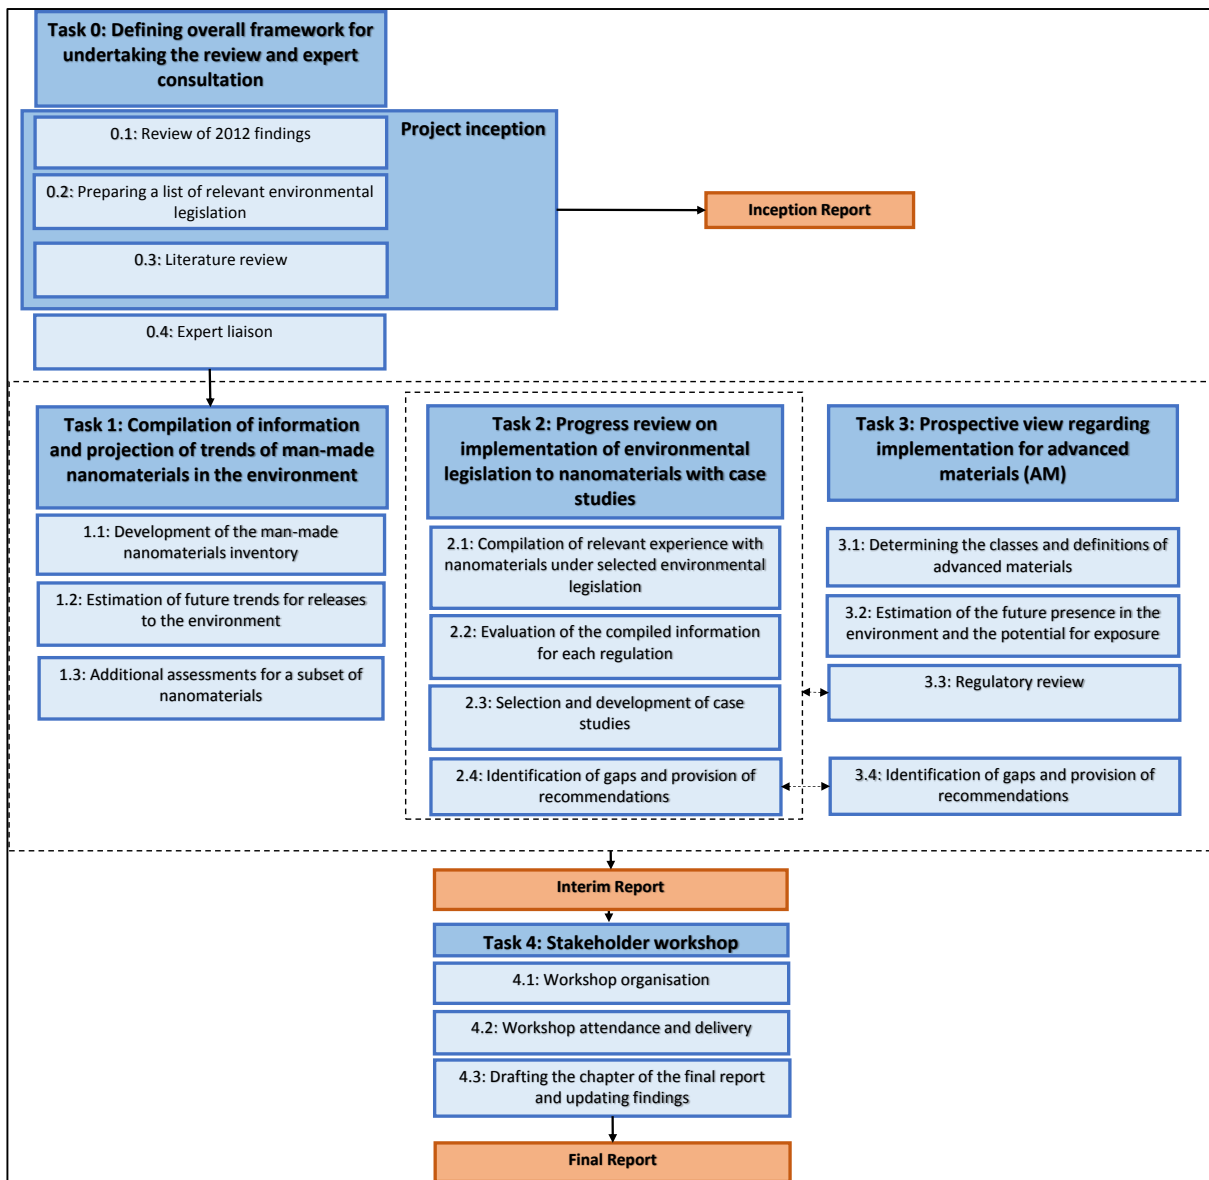 Task 0: Defining overall framework for
undertaking the review and expert
consultation
Project inception
0.1: Review of 2012 findings
0.2: Preparing a list of relevant environmental
legislation
0.3: Literature review
Inception Report
0.4: Expert liaison
Task 1: Compilation of information
and projection of trends of man-made
nanomaterials in the environment
1.1: Development of the man-made
nanomaterials inventory
1.2: Estimation of future trends for releases
to the environment
1.3: Additional assessments for a subset of
nanomaterials
Task 2: Progress review on
implementation of environmental
legislation to nanomaterials with case
studies
2.1: Compilation of relevant experience with
nanomaterials under selected environmental
legislation
2.2: Evaluation of the compiled information
for each regulation
2.3: Selection and development of case
studies
2.4: Identification of gaps and provision of
recommendations
Task 3: Prospective view regarding
implementation for advanced
materials (AM)
3.1: Determining the classes and definitions of
advanced materials
3.2: Estimation of the future presence in the
environment and the potential for exposure
3.3: Regulatory review
3.4: Identification of gaps and provision of
recommendations
Interim Report
Task 4: Stakeholder workshop
4.1: Workshop organisation
4.2: Workshop attendance and delivery
4.3: Drafting the chapter of the final report
and updating findings
Final Report